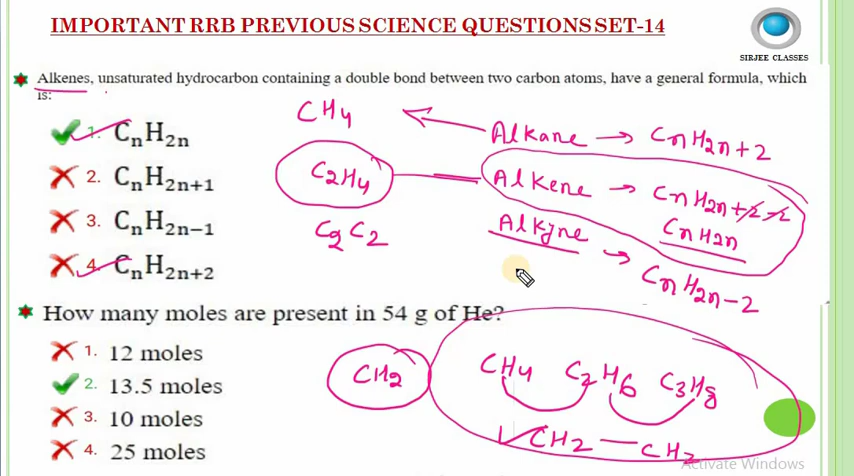 IMPORTANT RRB PREVIOUS SCIENCE QUESTIONS SET-14
SIRJEE CLASSES
Alkenes, unsaturated hydrocarbon containing a double bond between two carbon atoms, have a general formula, which
is:
1. CnH2n
2. CnH2n+1
3. CnH2n−1
4. CnH2n+2
CH4
Alkane → CnH2n+2
C2H4
Alkene → CnH2n+2-2
CnH2n
C2C2
Alkyne → CnH2n-2
How many moles are present in 54 g of He?
1. 12 moles
2. 13.5 moles
3. 10 moles
4. 25 moles
CH2
CH4 C2H6 C3H8
CH2 — CH2
Activate Windows